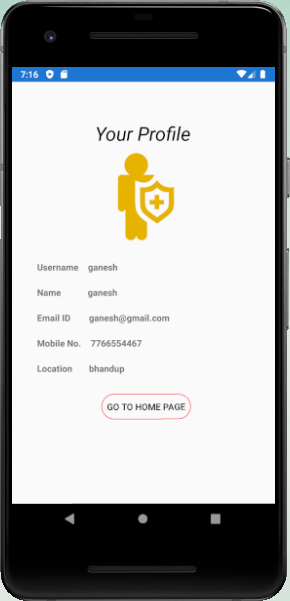 7:16
Your Profile
Username ganesh
Name ganesh
Email ID ganesh@gmail.com
Mobile No. 7766554467
Location bhandup
GO TO HOME PAGE